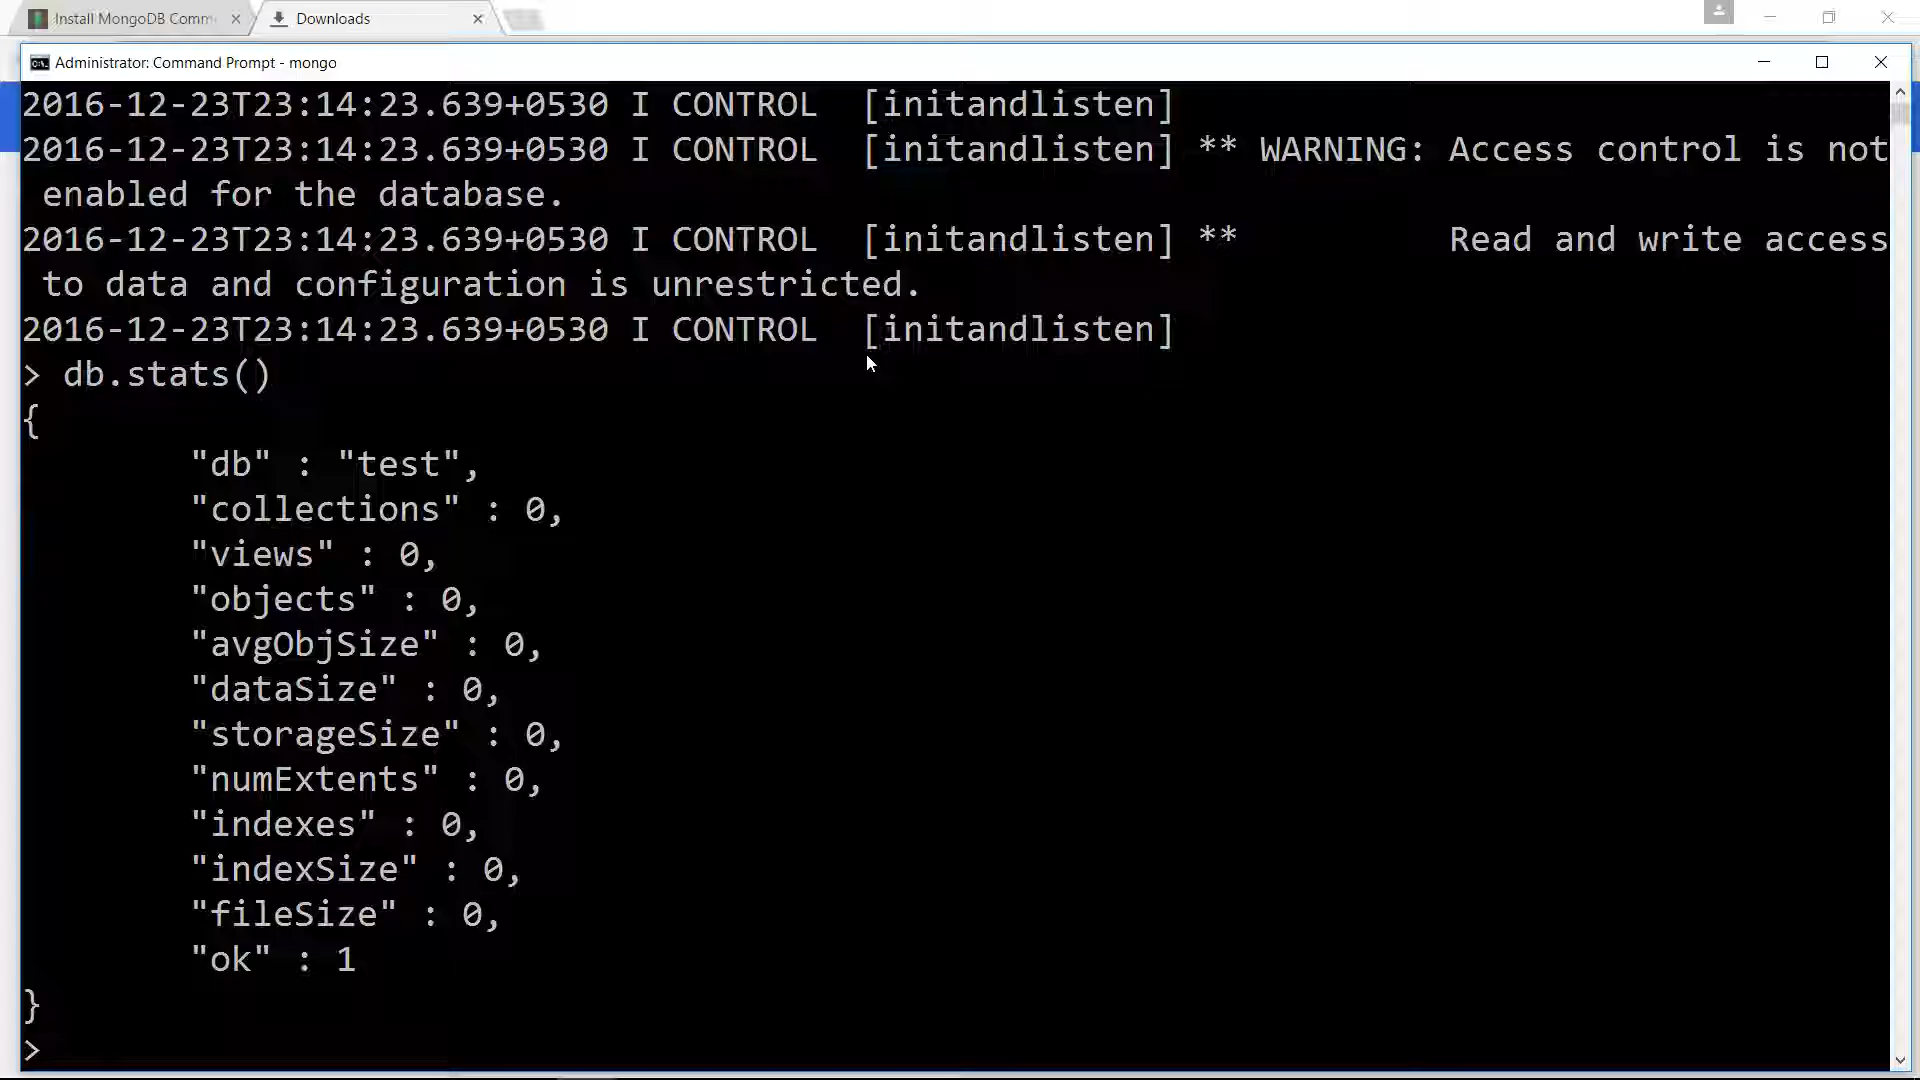 Install MongoDB Comm
Downloads
Administrator: Command Prompt - mongo
2016-12-23T23:14:23.639+0530 I CONTROL  [initandlisten]
2016-12-23T23:14:23.639+0530 I CONTROL  [initandlisten] ** WARNING: Access control is not
enabled for the database.
2016-12-23T23:14:23.639+0530 I CONTROL  [initandlisten] **          Read and write access
to data and configuration is unrestricted.
2016-12-23T23:14:23.639+0530 I CONTROL  [initandlisten]
> db.stats()
{
"db" : "test",
"collections" : 0,
"views" : 0,
"objects" : 0,
"avgObjSize" : 0,
"dataSize" : 0,
"storageSize" : 0,
"numExtents" : 0,
"indexes" : 0,
"indexSize" : 0,
"fileSize" : 0,
"ok" : 1
}
>